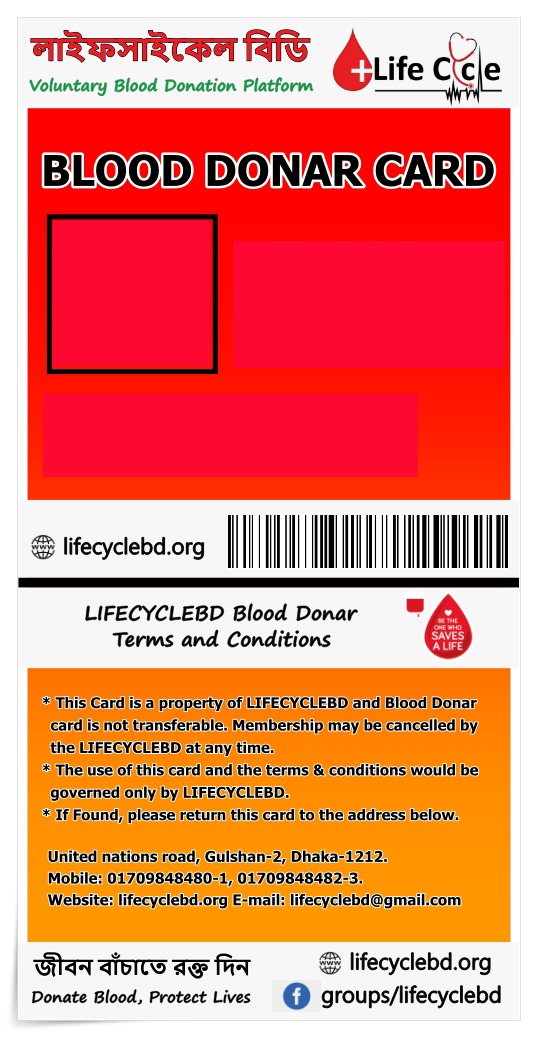 লাইফসাইকেল বিডি
Voluntary Blood Donation Platform
Life Cycle
BLOOD DONAR CARD
www lifecyclebd.org
LIFECYCLEBD Blood Donar
Terms and Conditions
BE THE
ONE WHO
SAVES
A LIFE
* This Card is a property of LIFECYCLEBD and Blood Donar
card is not transferable. Membership may be cancelled by
the LIFECYCLEBD at any time.
* The use of this card and the terms & conditions would be
governed only by LIFECYCLEBD.
* If Found, please return this card to the address below.
United nations road, Gulshan-2, Dhaka-1212.
Mobile: 01709848480-1, 01709848482-3.
Website: lifecyclebd.org E-mail: lifecyclebd@gmail.com
জীবন বাঁচাতে রক্ত দিন
Donate Blood, Protect Lives
www lifecyclebd.org
f groups/lifecyclebd